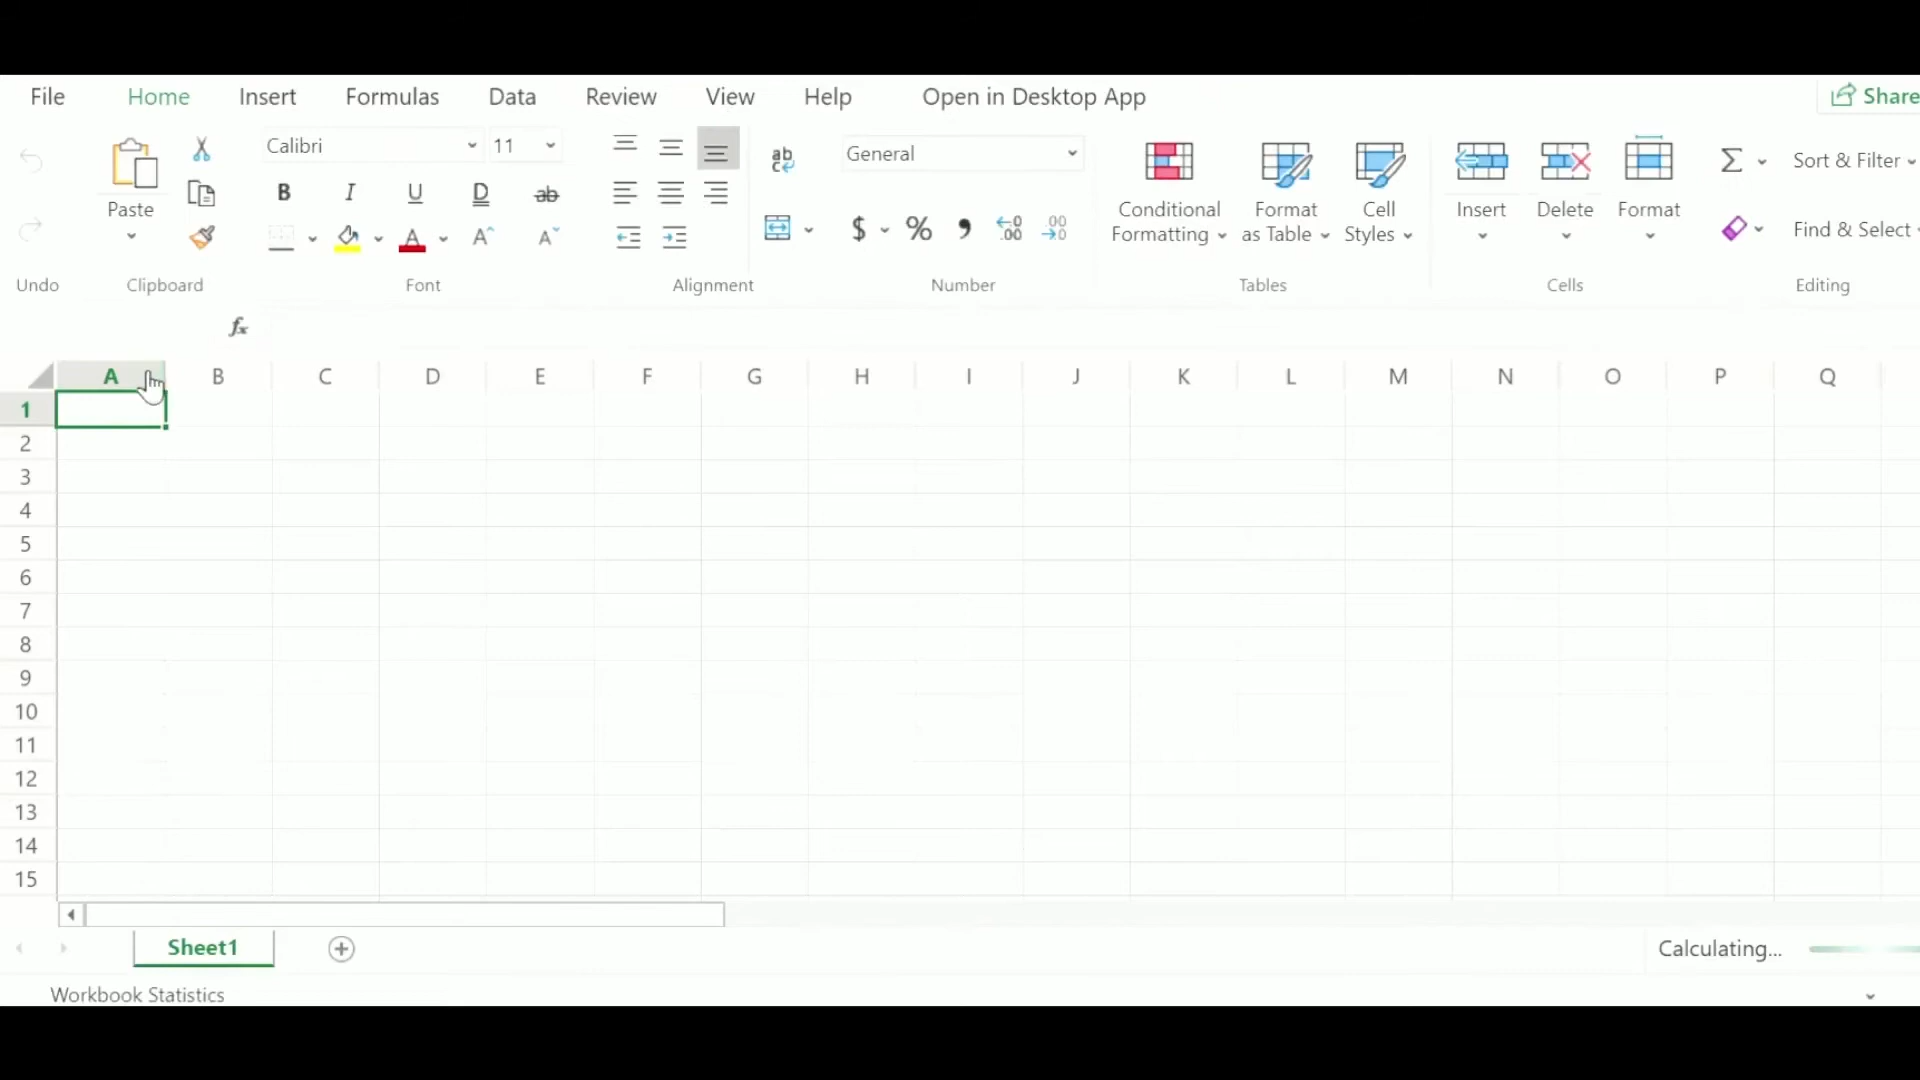 File Home Insert Formulas Data Review View Help Open in Desktop App Share
Calibri 11 General
Paste
B I U D ab
$ % 9 .00 .00
Conditional Formatting
Format as Table
Cell Styles
Insert Delete Format
Σ Sort & Filter
Find & Select
Undo Clipboard Font Alignment Number Tables Cells Editing
fx
A B C D E F G H I J K L M N O P Q
1
2
3
4
5
6
7
8
9
10
11
12
13
14
15
Sheet1 Calculating...
Workbook Statistics